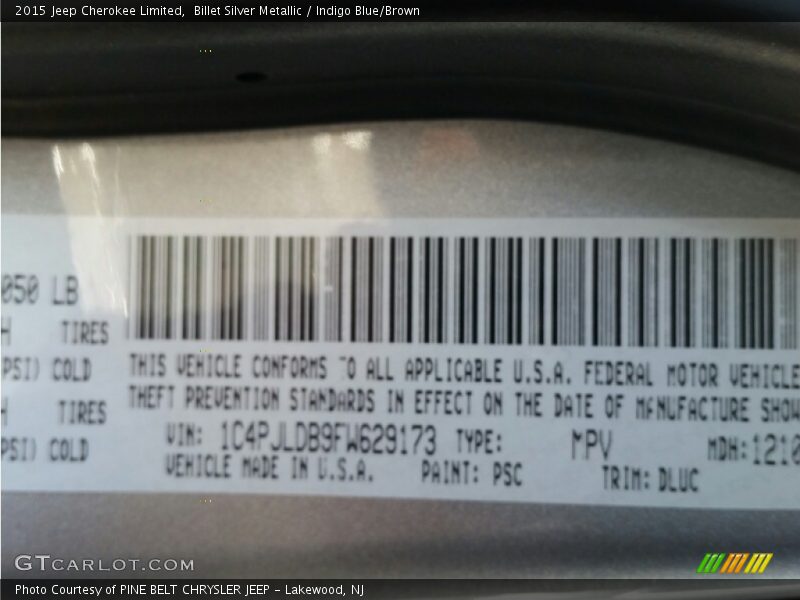 2015 Jeep Cherokee Limited,  Billet Silver Metallic / Indigo Blue/Brown
050 LB
H TIRES
PSI) COLD
H TIRES
PSI) COLD
THIS VEHICLE CONFORMS TO ALL APPLICABLE U.S.A. FEDERAL MOTOR VEHICLE
THEFT PREVENTION STANDARDS IN EFFECT ON THE DATE OF MANUFACTURE SHOW
VIN: 1C4PJLDB9FW629173 TYPE: MPV MDH: 1210
VEHICLE MADE IN U.S.A. PAINT: PSC TRIM: DLUC
GTCARLOT.COM
Photo Courtesy of PINE BELT CHRYSLER JEEP - Lakewood, NJ